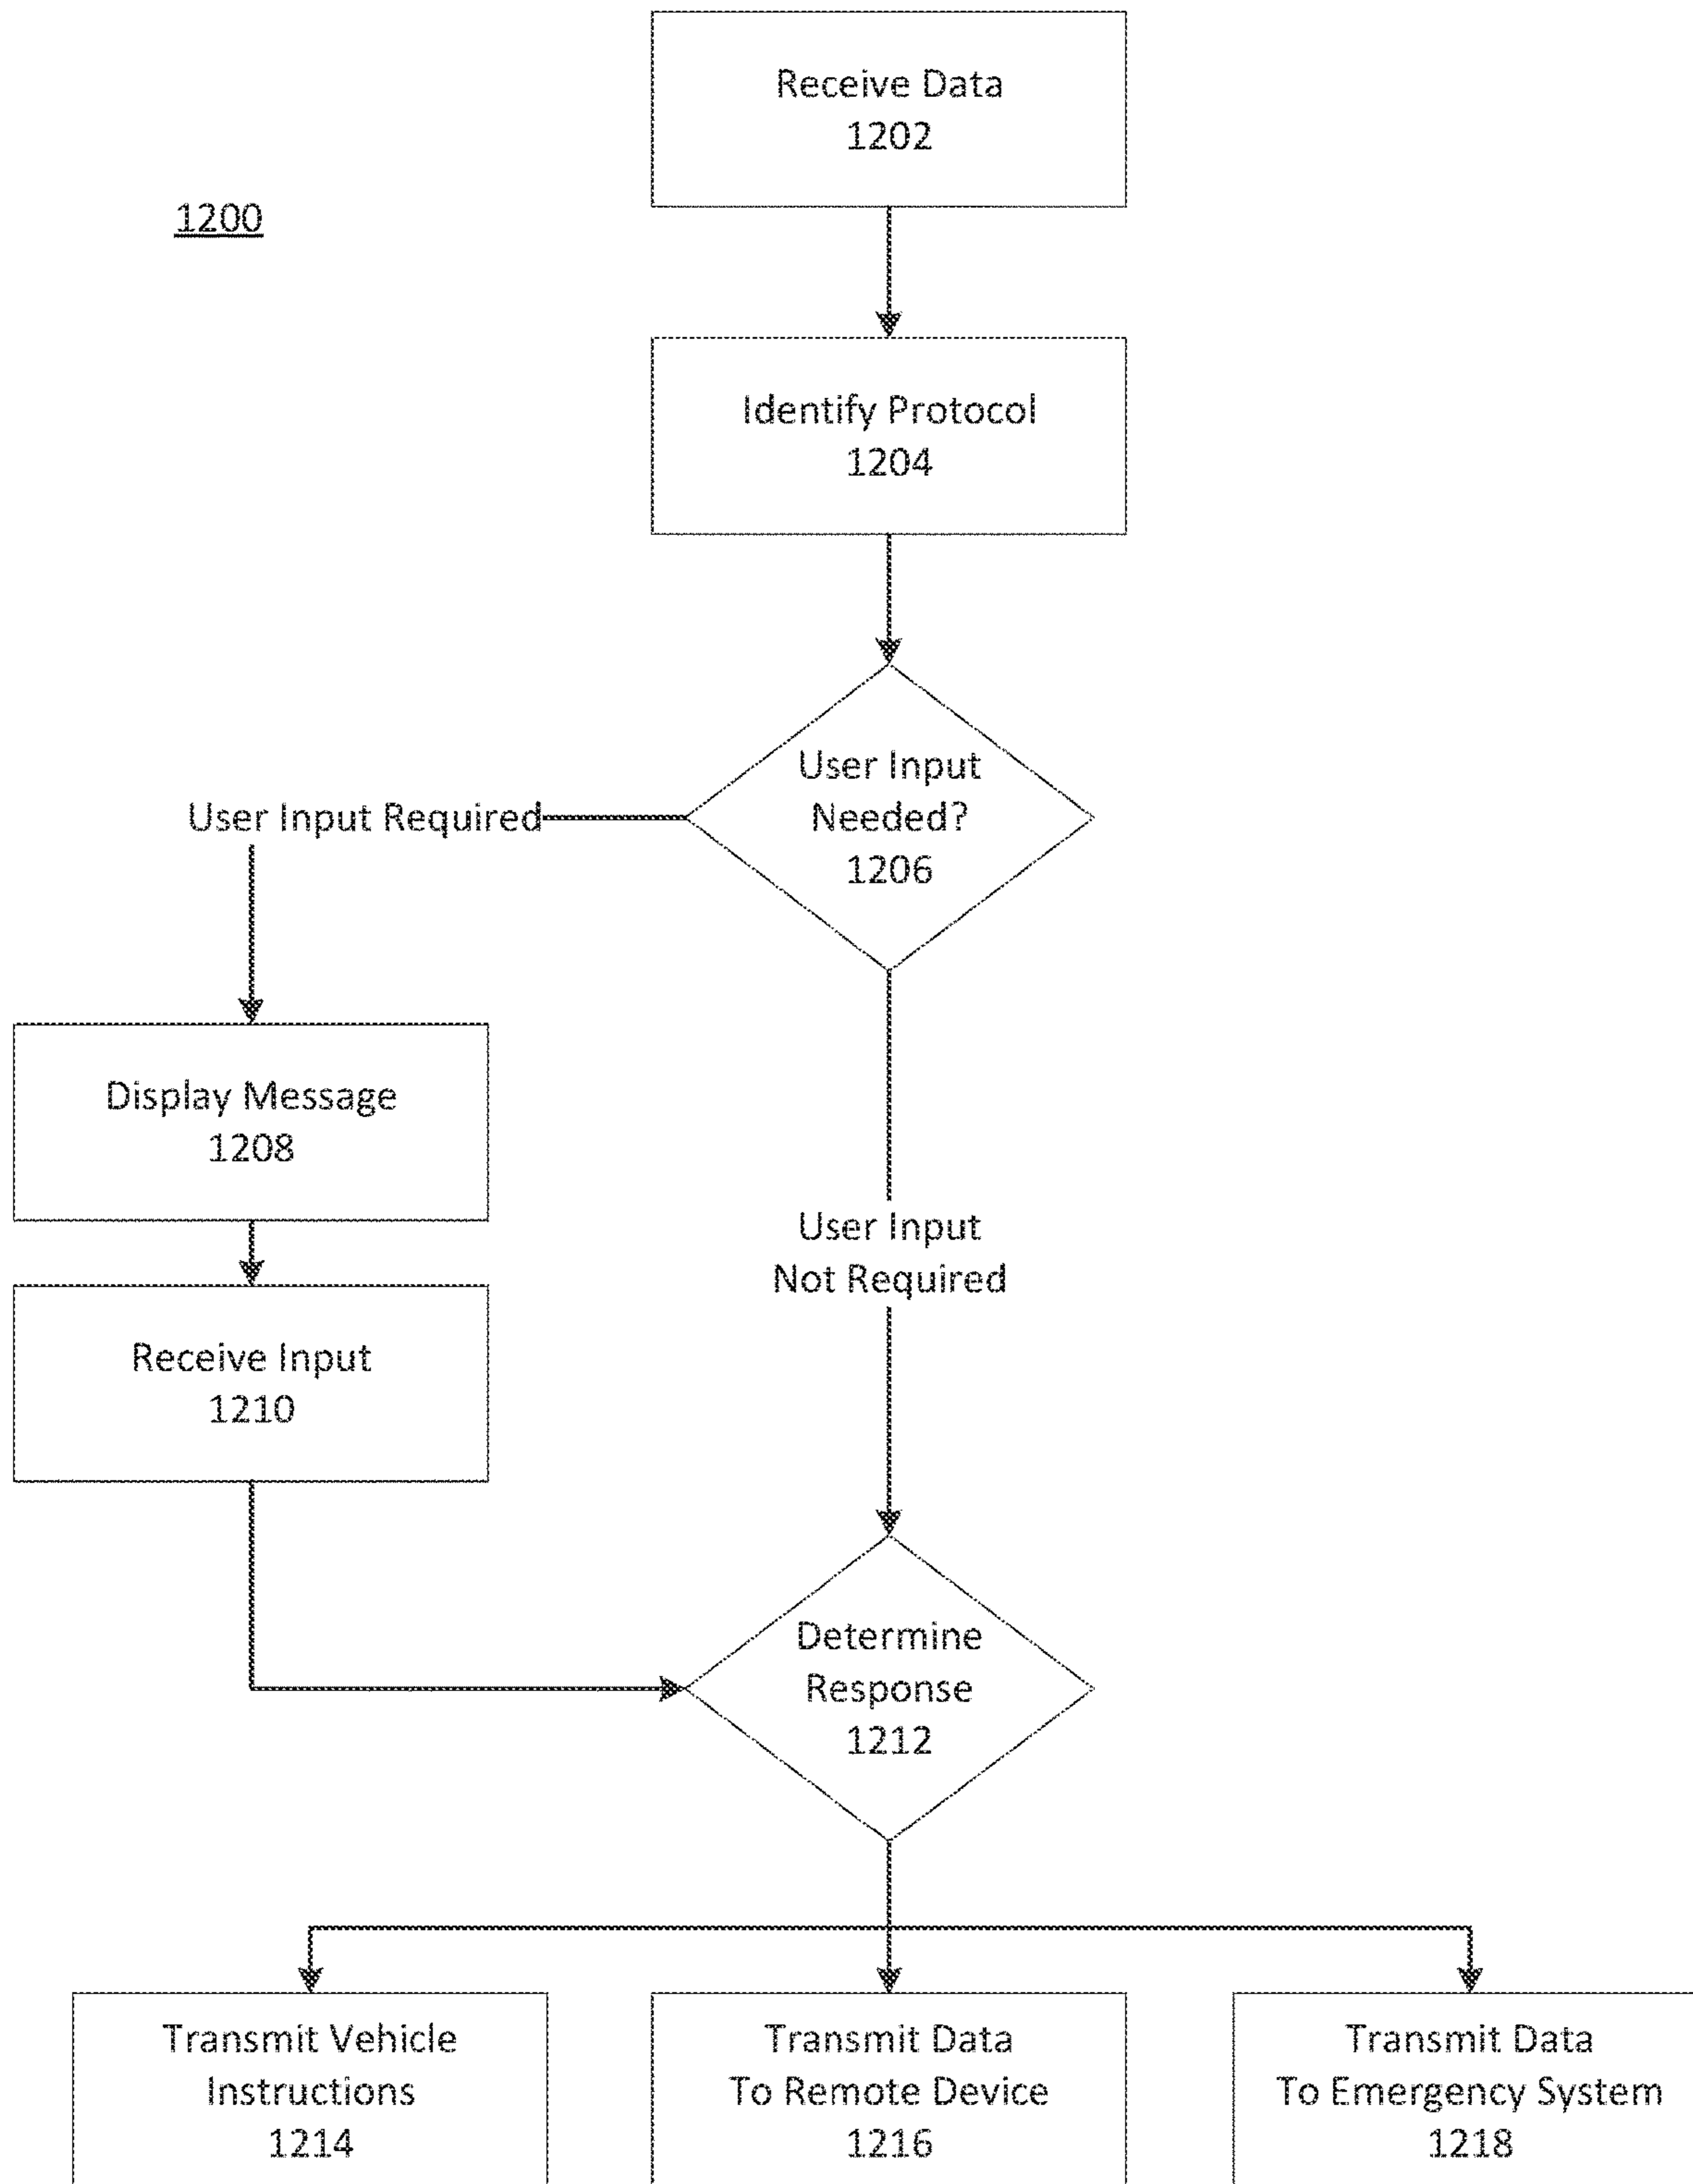 Receive Data
1202
1200
Identify Protocol
1204
User Input
Needed?
1206
User Input Required
Display Message
1208
User Input
Not Required
Receive Input
1210
Determine
Response
1212
Transmit Vehicle
Instructions
1214
Transmit Data
To Remote Device
1216
Transmit Data
To Emergency System
1218